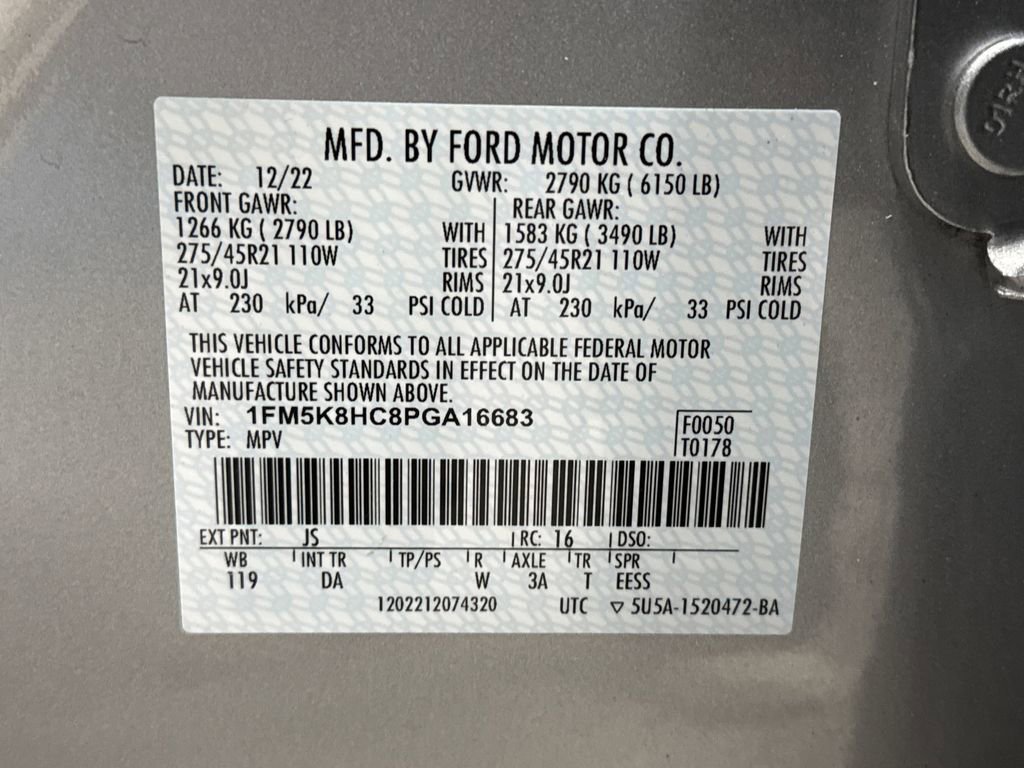 MFD. BY FORD MOTOR CO.
DATE: 12/22 GVWR: 2790 KG ( 6150 LB)
FRONT GAWR: REAR GAWR:
1266 KG ( 2790 LB) WITH 1583 KG ( 3490 LB) WITH
275/45R21 110W TIRES 275/45R21 110W TIRES
21x9.0J RIMS 21x9.0J RIMS
AT 230 kPa/ 33 PSI COLD AT 230 kPa/ 33 PSI COLD
THIS VEHICLE CONFORMS TO ALL APPLICABLE FEDERAL MOTOR
VEHICLE SAFETY STANDARDS IN EFFECT ON THE DATE OF
MANUFACTURE SHOWN ABOVE.
VIN: 1FM5K8HC8PGA16683 F0050
TYPE: MPV T0178
EXT PNT: JS RC: 16 DSO:
WB INT TR TP/PS R AXLE TR SPR
119 DA W 3A T EESS
1202212074320 UTC ▽ 5U5A-1520472-BA